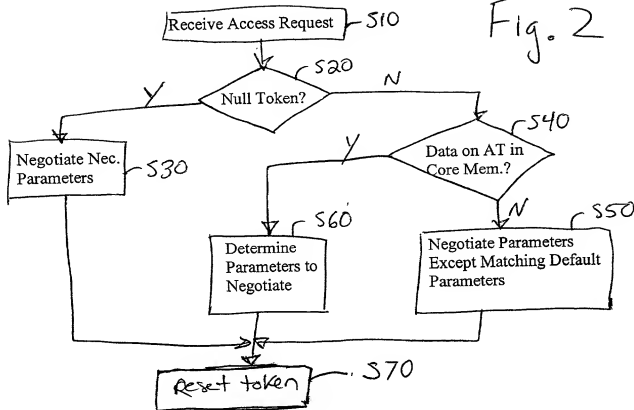 Fig. 2
Receive Access Request
S10
Null Token?
S20
Y
N
Negotiate Nec.
Parameters
S30
Data on AT in
Core Mem.?
S40
Y
N
Determine
Parameters to
Negotiate
S60
Negotiate Parameters
Except Matching Default
Parameters
S50
Reset token
S70